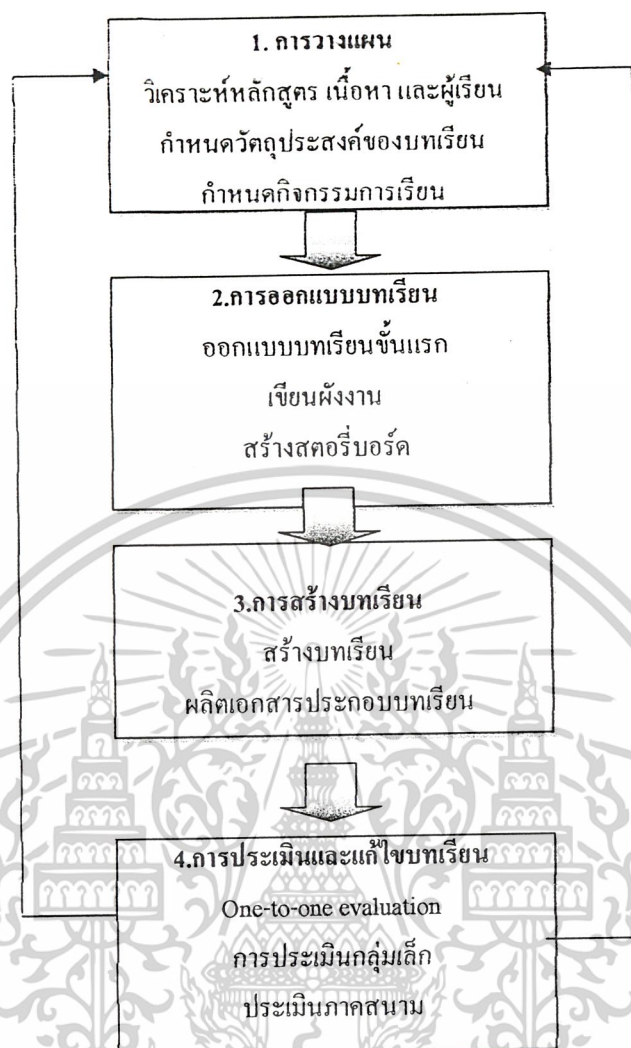 1. การวางแผน
วิเคราะห์หลักสูตร เนื้อหา และผู้เรียน
กำหนดวัตถุประสงค์ของบทเรียน
กำหนดกิจกรรมการเรียน
2.การออกแบบบทเรียน
ออกแบบบทเรียนขั้นแรก
เขียนผังงาน
สร้างสตอรี่บอร์ด
3.การสร้างบทเรียน
สร้างบทเรียน
ผลิตเอกสารประกอบบทเรียน
4.การประเมินและแก้ไขบทเรียน
One-to-one evaluation
การประเมินกลุ่มเล็ก
ประเมินภาคสนาม